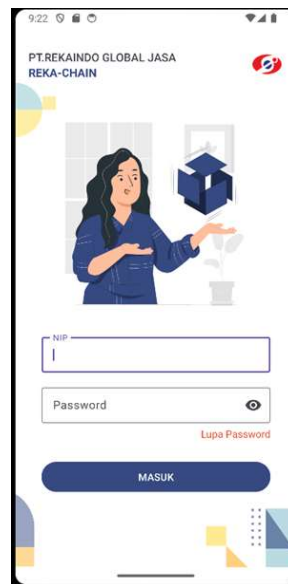 9:22
PT.REKAINDO GLOBAL JASA
REKA-CHAIN
NIP
Password
Lupa Password
MASUK